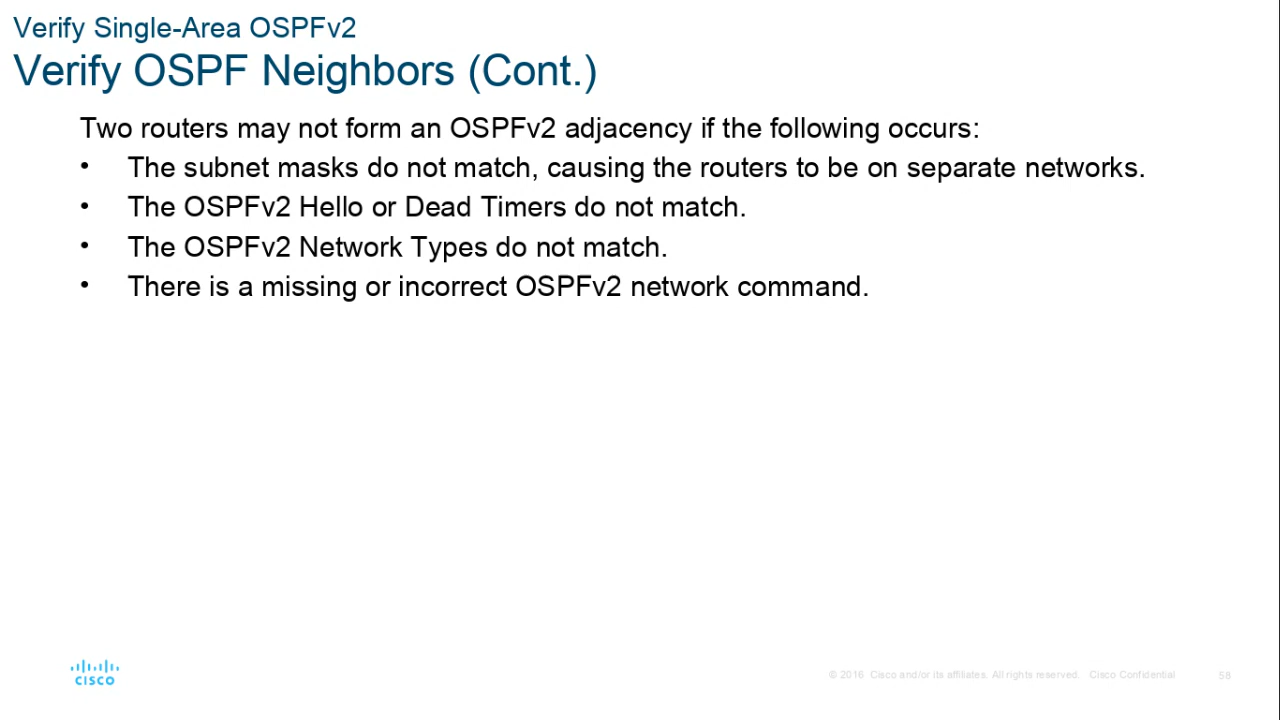 Verify Single-Area OSPFv2
Verify OSPF Neighbors (Cont.)
Two routers may not form an OSPFv2 adjacency if the following occurs:
• The subnet masks do not match, causing the routers to be on separate networks.
• The OSPFv2 Hello or Dead Timers do not match.
• The OSPFv2 Network Types do not match.
• There is a missing or incorrect OSPFv2 network command.
CISCO
© 2016 Cisco and/or its affiliates. All rights reserved. Cisco Confidential 58